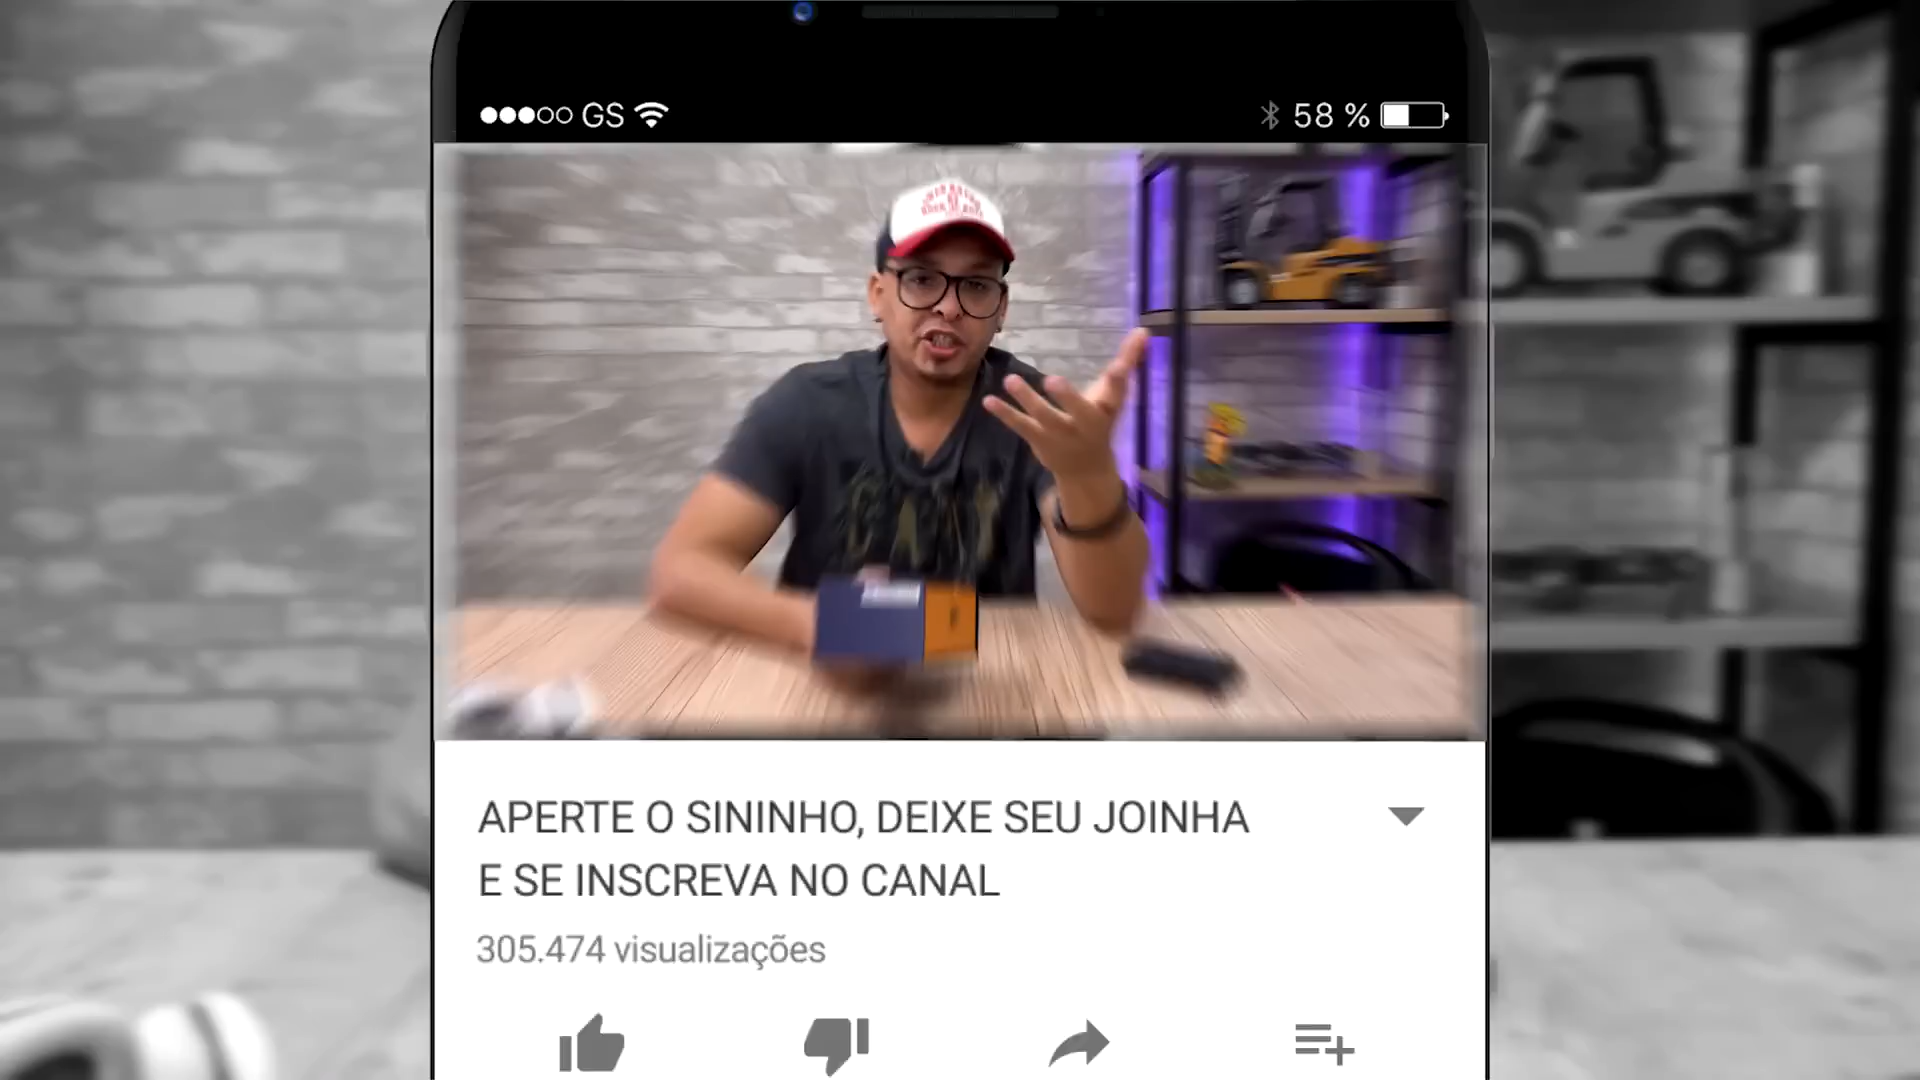 GS
58 %
APERTE O SININHO, DEIXE SEU JOINHA
E SE INSCREVA NO CANAL
305.474 visualizações